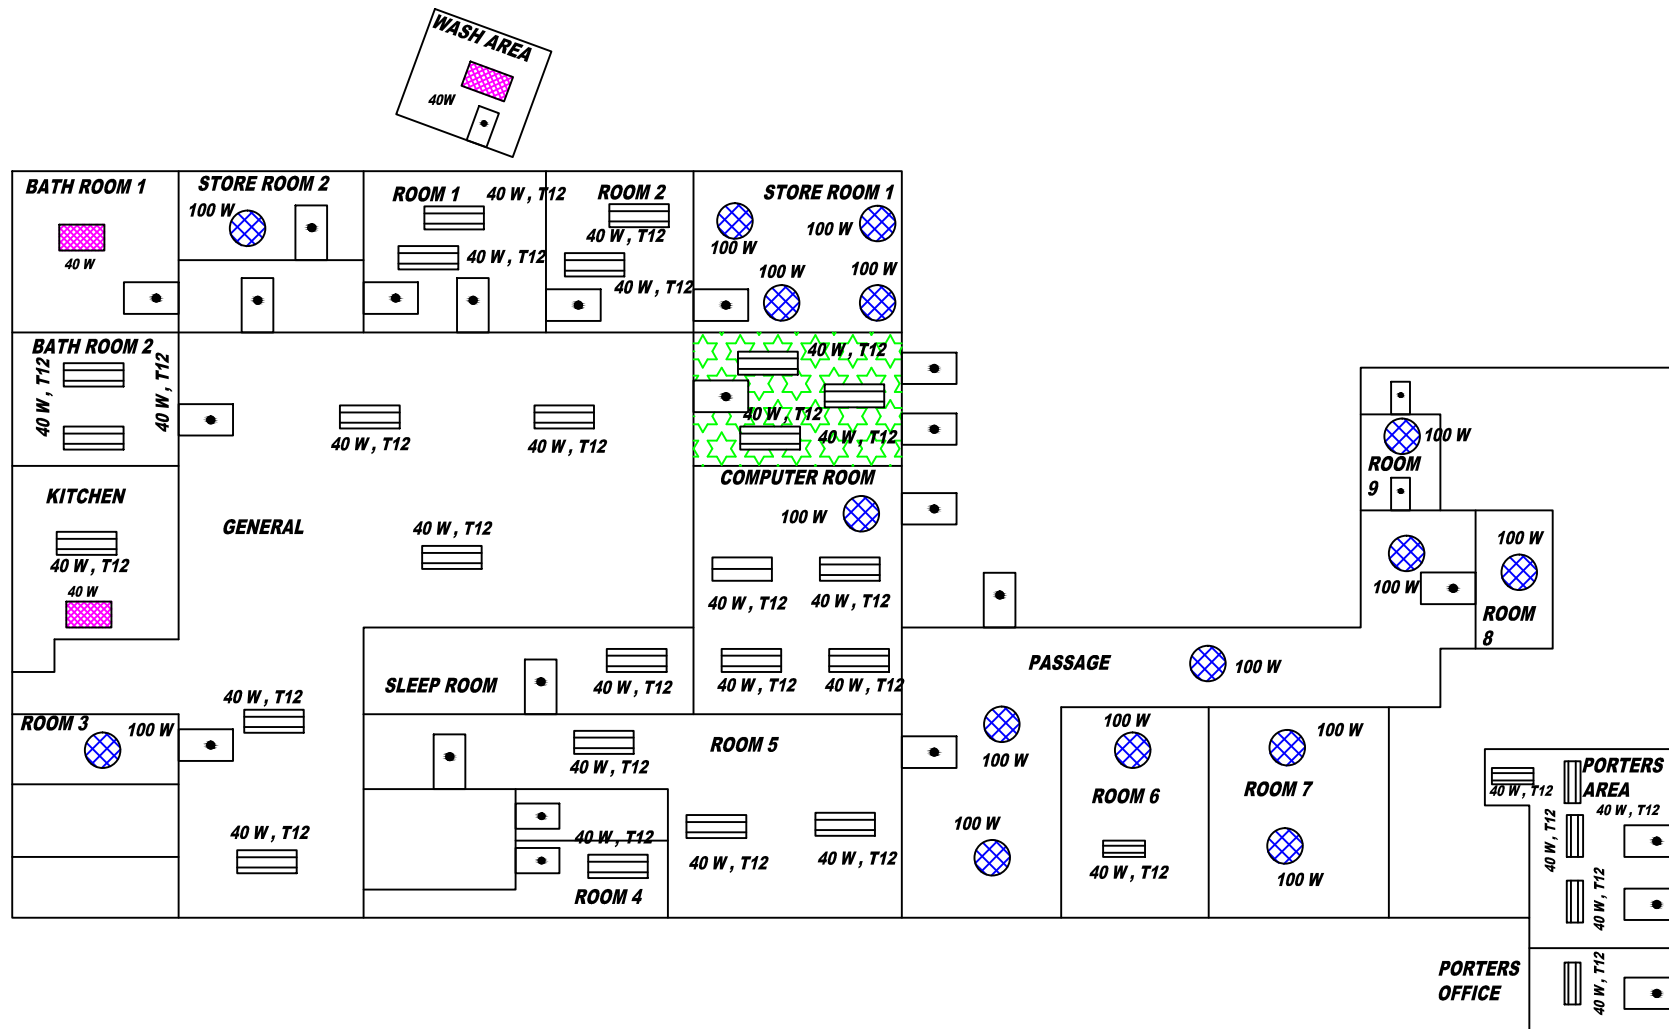 WASH AREA
40W
BATH ROOM 1
40 W
STORE ROOM 2
100 W
ROOM 1
40 W , T12
40 W , T12
ROOM 2
40 W , T12
40 W , T12
STORE ROOM 1
100 W
100 W
100 W
100 W
BATH ROOM 2
40 W , T12
40 W , T12
40 W , T12
40 W , T12
40 W , T12
40 W , T12
40 W , T12
KITCHEN
40 W , T12
40 W
GENERAL
40 W , T12
COMPUTER ROOM
100 W
40 W , T12
40 W , T12
40 W , T12
40 W , T12
SLEEP ROOM
40 W , T12
40 W , T12
ROOM 3
100 W
40 W , T12
ROOM 5
40 W , T12
40 W , T12
40 W , T12
40 W , T12
ROOM 4
PASSAGE
100 W
100 W
100 W
100 W
ROOM 6
40 W , T12
100 W
ROOM 7
100 W
100 W
ROOM
9
100 W
100 W
ROOM
8
PORTERS
AREA
40 W , T12
40 W , T12
40 W , T12
40 W , T12
PORTERS
OFFICE
40 W , T12